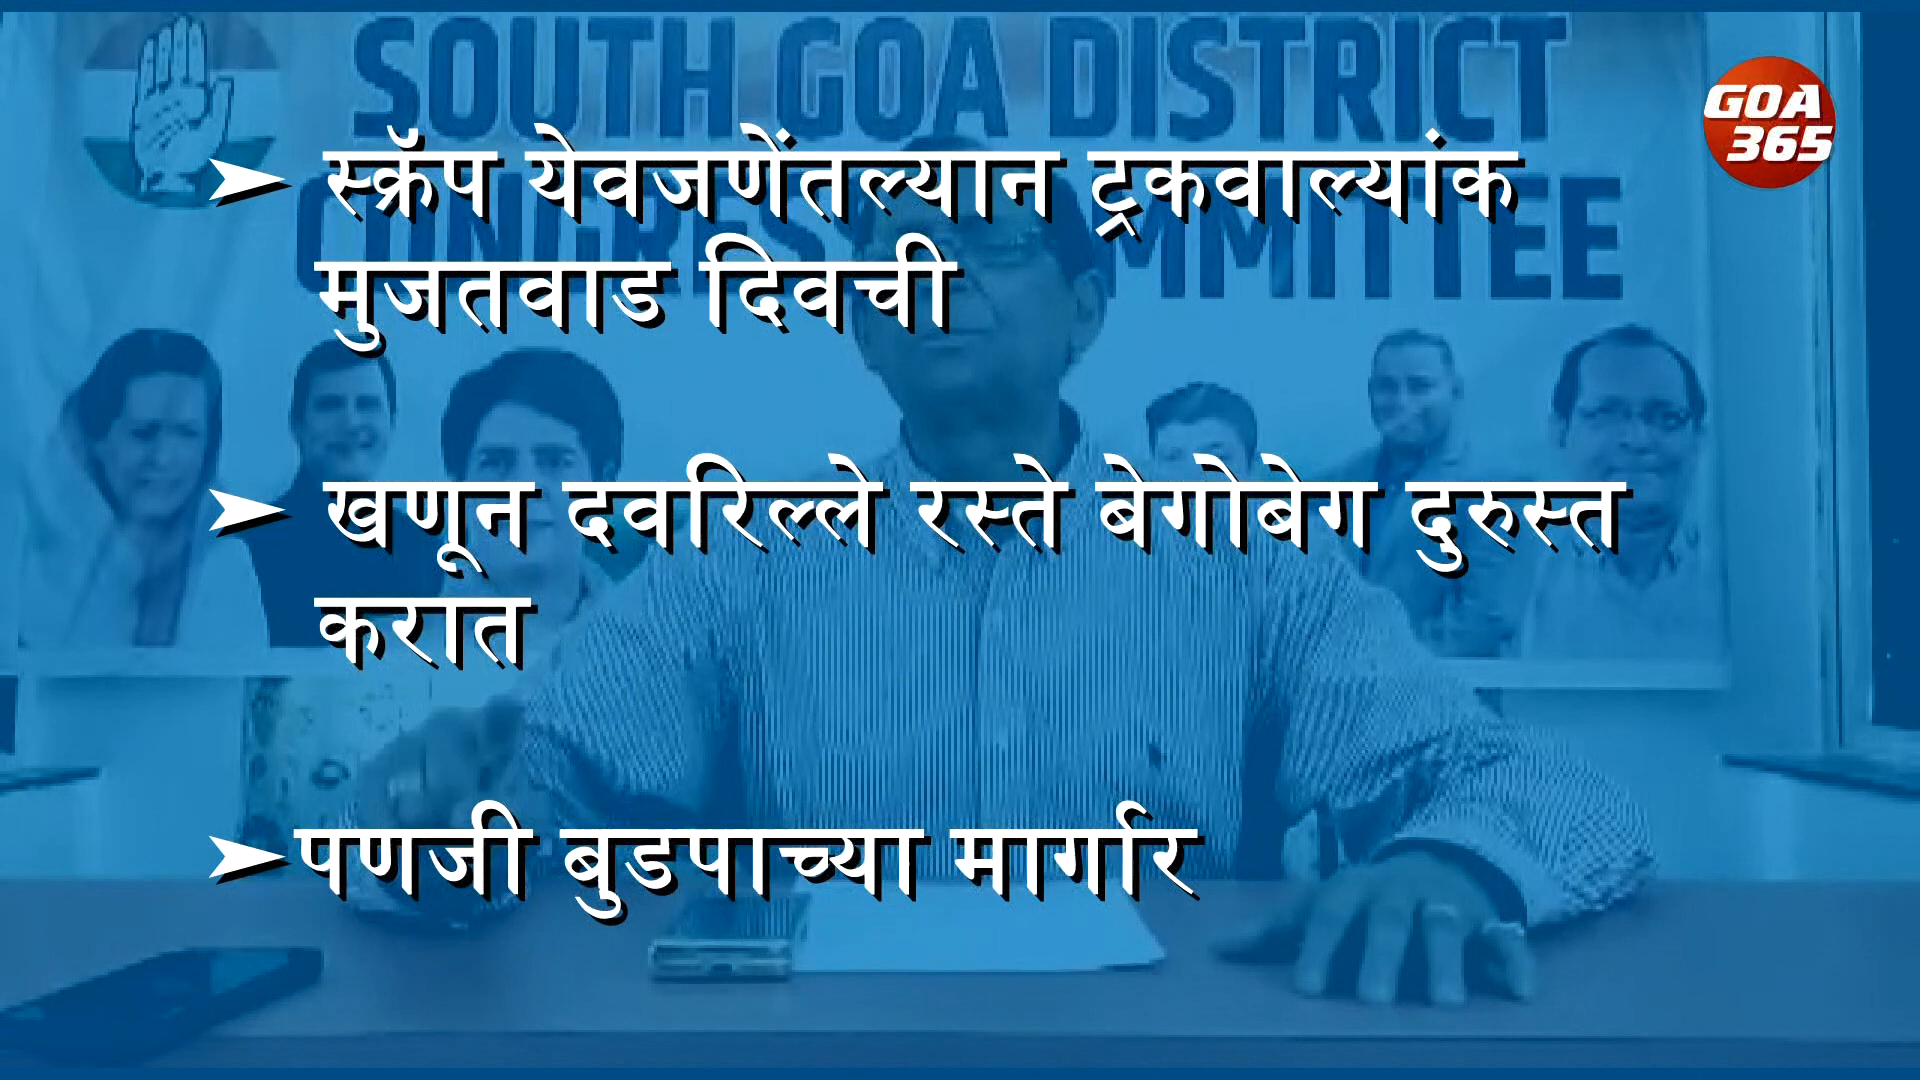 SOUTH GOA DISTRICT
CONGRESS COMMITTEE
GOA
365
➤ स्क्रॅप येवजणेंतल्यान ट्रकवाल्यांक
मुजतवाड दिवची
➤ खणून दवरिल्ले रस्ते बेगोबेग दुरुस्त
करात
➤ पणजी बुडपाच्या मार्गार